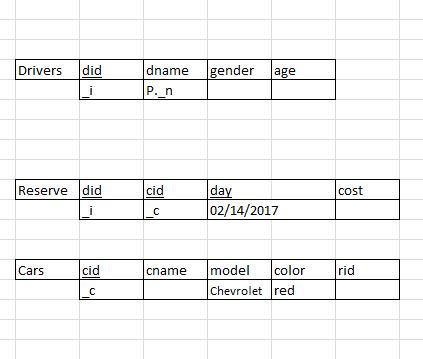 Drivers did dname gender age
_i P._n
Reserve did cid day cost
_i _c 02/14/2017
Cars cid cname model color rid
_c Chevrolet red